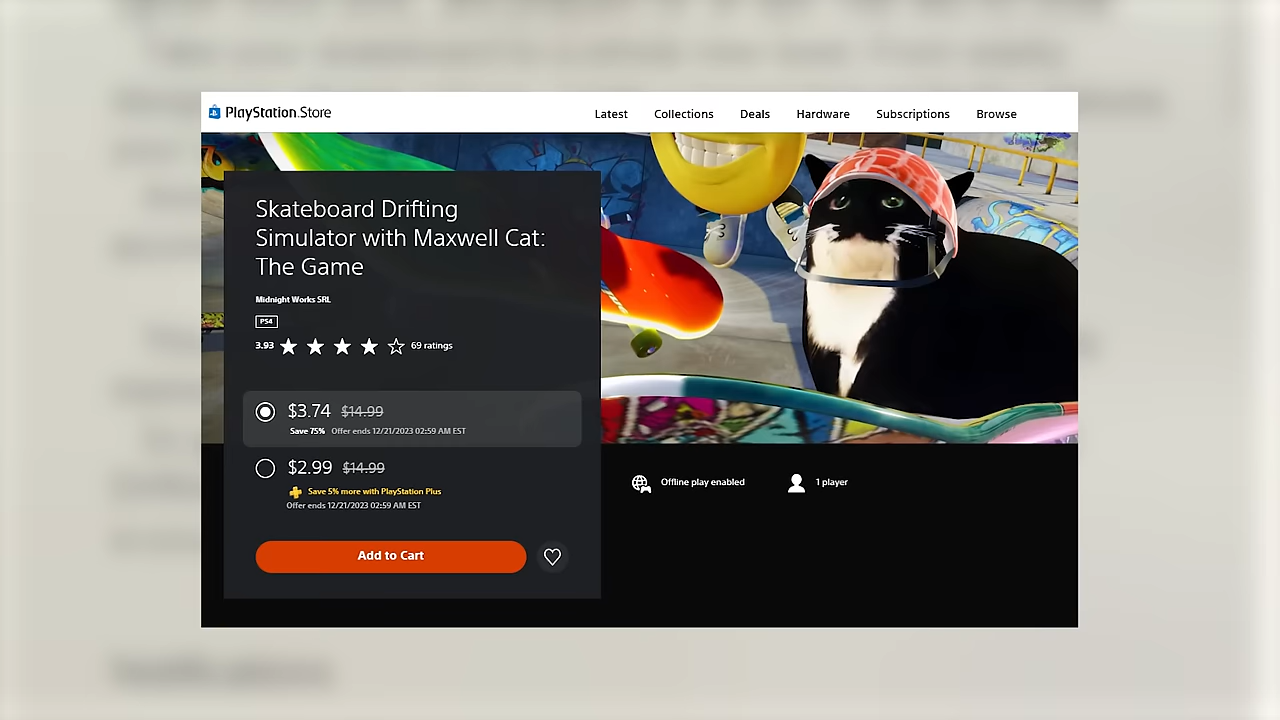 PlayStation.Store
Latest Collections Deals Hardware Subscriptions Browse
Skateboard Drifting
Simulator with Maxwell Cat:
The Game
Midnight Works SRL
PS4
3.93 69 ratings
$3.74 $14.99
Save 75% Offer ends 12/21/2023 02:59 AM EST
$2.99 $14.99
Save 5% more with PlayStation Plus
Offer ends 12/21/2023 02:59 AM EST
Add to Cart
Offline play enabled
1 player